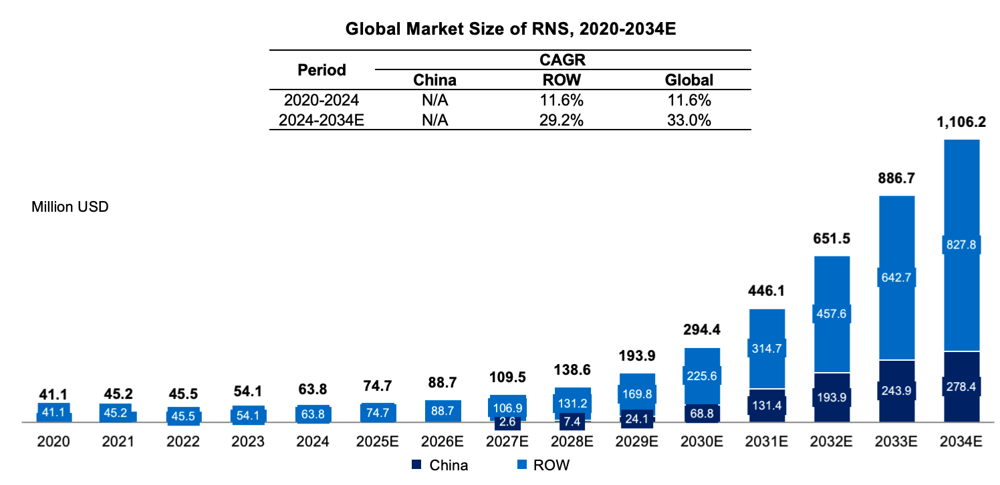 Global Market Size of RNS, 2020-2034E
Period
CAGR
China ROW Global
2020-2024 N/A 11.6% 11.6%
2024-2034E N/A 29.2% 33.0%
Million USD
41.1 45.2 45.5 54.1 63.8 74.7 88.7 109.5 138.6 193.9 294.4 446.1 651.5 886.7 1,106.2
41.1 45.2 45.5 54.1 63.8 74.7 88.7 106.9 131.2 169.8 225.6 314.7 457.6 642.7 827.8
2.6 7.4 24.1 68.8 131.4 193.9 243.9 278.4
2020 2021 2022 2023 2024 2025E 2026E 2027E 2028E 2029E 2030E 2031E 2032E 2033E 2034E
China ROW